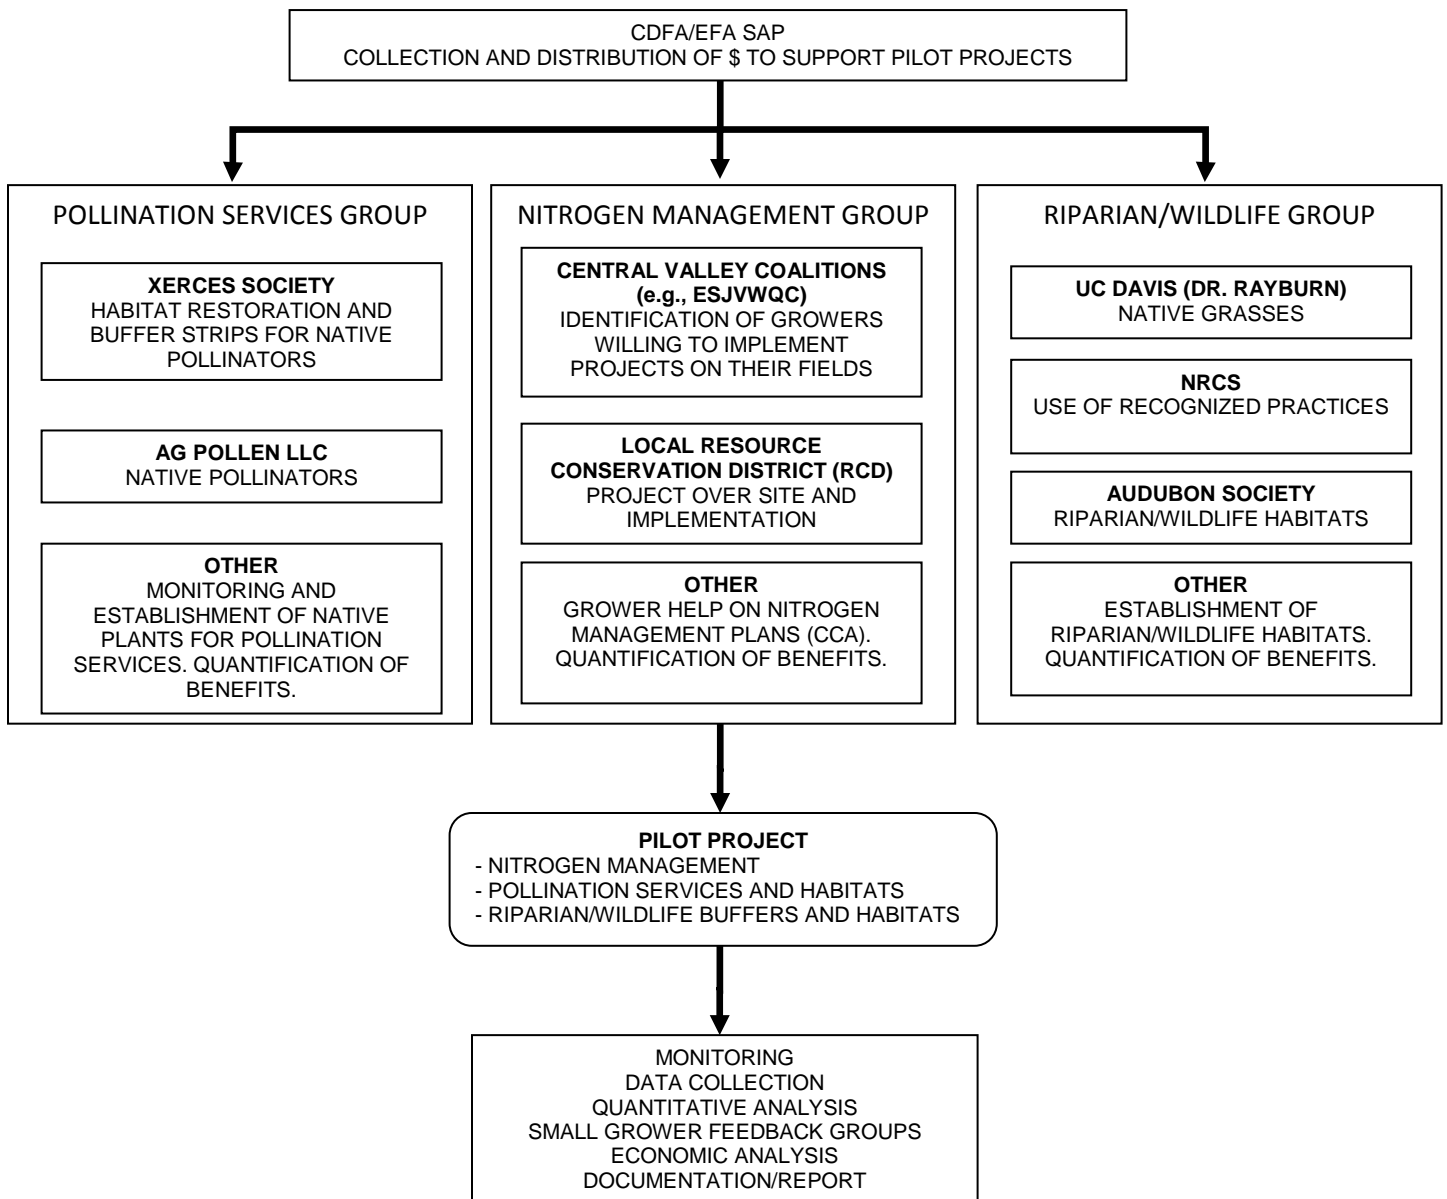 CDFA/EFA SAP
COLLECTION AND DISTRIBUTION OF $ TO SUPPORT PILOT PROJECTS
POLLINATION SERVICES GROUP
XERCES SOCIETY
HABITAT RESTORATION AND
BUFFER STRIPS FOR NATIVE
POLLINATORS
AG POLLEN LLC
NATIVE POLLINATORS
OTHER
MONITORING AND
ESTABLISHMENT OF NATIVE
PLANTS FOR POLLINATION
SERVICES. QUANTIFICATION OF
BENEFITS.
NITROGEN MANAGEMENT GROUP
CENTRAL VALLEY COALITIONS
(e.g., ESJVWQC)
IDENTIFICATION OF GROWERS
WILLING TO IMPLEMENT
PROJECTS ON THEIR FIELDS
LOCAL RESOURCE
CONSERVATION DISTRICT (RCD)
PROJECT OVER SITE AND
IMPLEMENTATION
OTHER
GROWER HELP ON NITROGEN
MANAGEMENT PLANS (CCA).
QUANTIFICATION OF BENEFITS.
RIPARIAN/WILDLIFE GROUP
UC DAVIS (DR. RAYBURN)
NATIVE GRASSES
NRCS
USE OF RECOGNIZED PRACTICES
AUDUBON SOCIETY
RIPARIAN/WILDLIFE HABITATS
OTHER
ESTABLISHMENT OF
RIPARIAN/WILDLIFE HABITATS.
QUANTIFICATION OF BENEFITS.
PILOT PROJECT
- NITROGEN MANAGEMENT
- POLLINATION SERVICES AND HABITATS
- RIPARIAN/WILDLIFE BUFFERS AND HABITATS
MONITORING
DATA COLLECTION
QUANTITATIVE ANALYSIS
SMALL GROWER FEEDBACK GROUPS
ECONOMIC ANALYSIS
DOCUMENTATION/REPORT